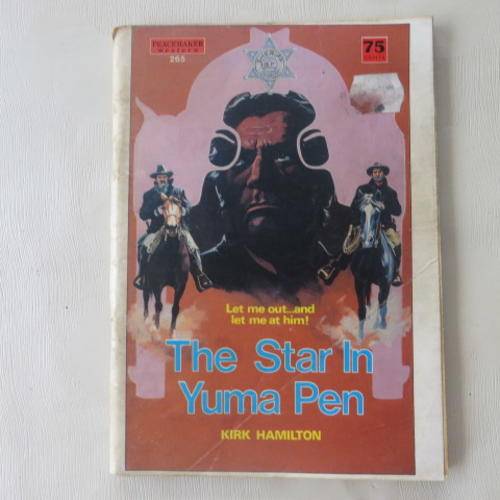 PEACEMAKER
western
265
75
CENTS
Let me out...and
let me at him!
The Star In
Yuma Pen
KIRK HAMILTON